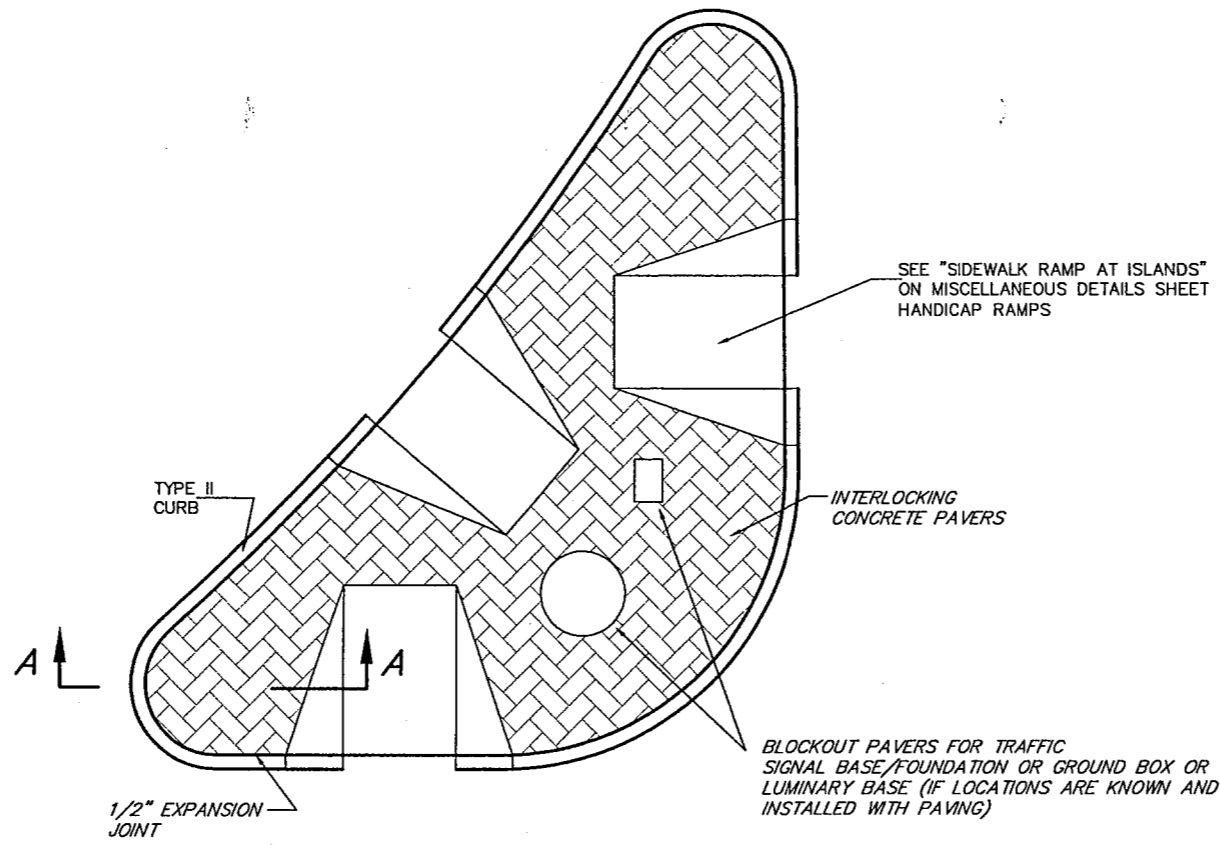 SEE "SIDEWALK RAMP AT ISLANDS"
ON MISCELLANEOUS DETAILS SHEET
HANDICAP RAMPS
TYPE II
CURB
INTERLOCKING
CONCRETE PAVERS
A
A
BLOCKOUT PAVERS FOR TRAFFIC
SIGNAL BASE/FOUNDATION OR GROUND BOX OR
LUMINARY BASE (IF LOCATIONS ARE KNOWN AND
INSTALLED WITH PAVING)
1/2" EXPANSION
JOINT